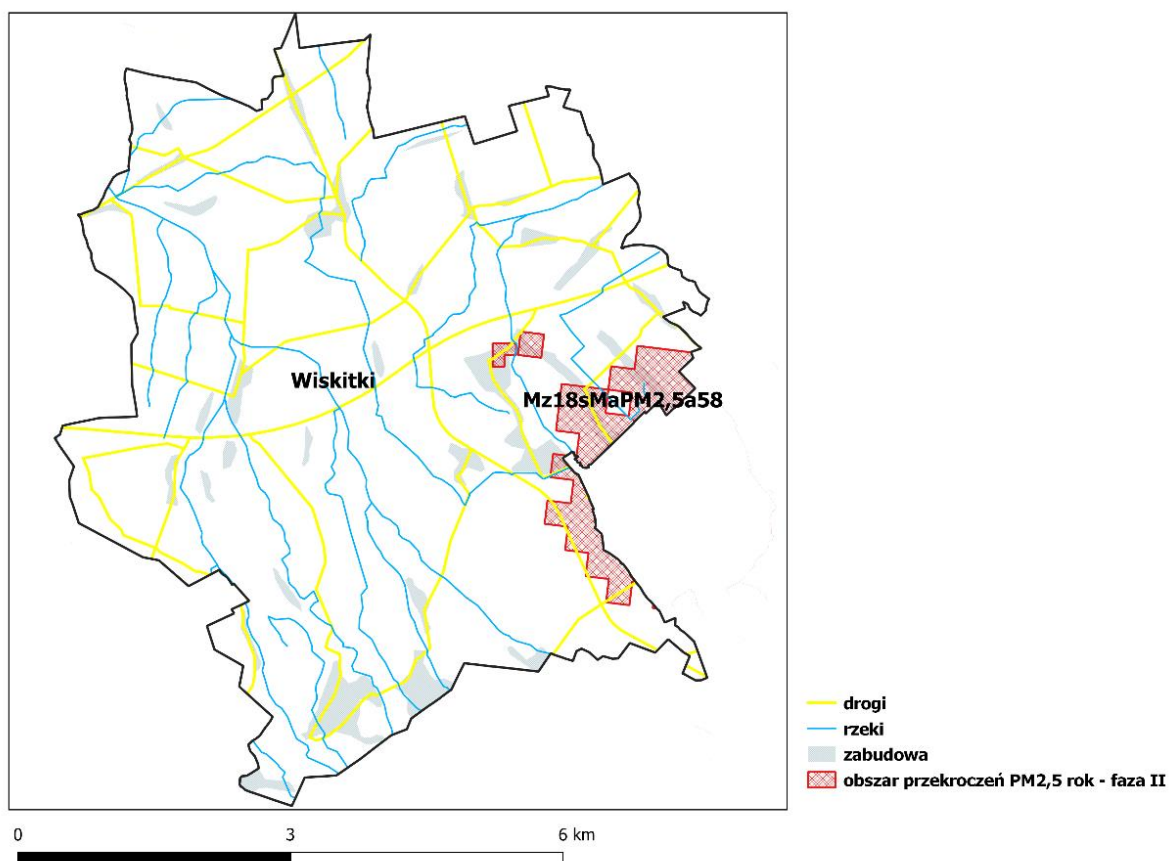 Wiskitki
Mz18sMaPM2,5a58
drogi
rzeki
zabudowa
obszar przekroczeń PM2,5 rok - faza II
0 3 6 km